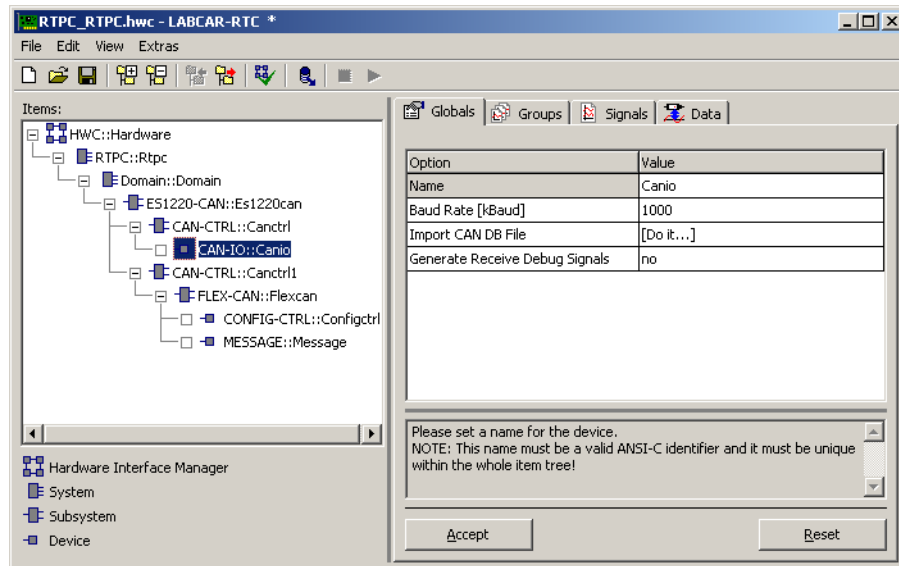 RTPC_RTPC.hwc - LABCAR-RTC *
File Edit View Extras
Items:
HWC::Hardware
RTPC::Rtpc
Domain::Domain
ES1220-CAN::Es1220can
CAN-CTRL::Canctrl
CAN-IO::Canio
CAN-CTRL::Canctrl1
FLEX-CAN::Flexcan
CONFIG-CTRL::Configctrl
MESSAGE::Message
Hardware Interface Manager
System
Subsystem
Device
Globals Groups Signals Data
Option Value
Name Canio
Baud Rate [kBaud] 1000
Import CAN DB File [Do it...]
Generate Receive Debug Signals no
Please set a name for the device.
NOTE: This name must be a valid ANSI-C identifier and it must be unique
within the whole item tree!
Accept Reset